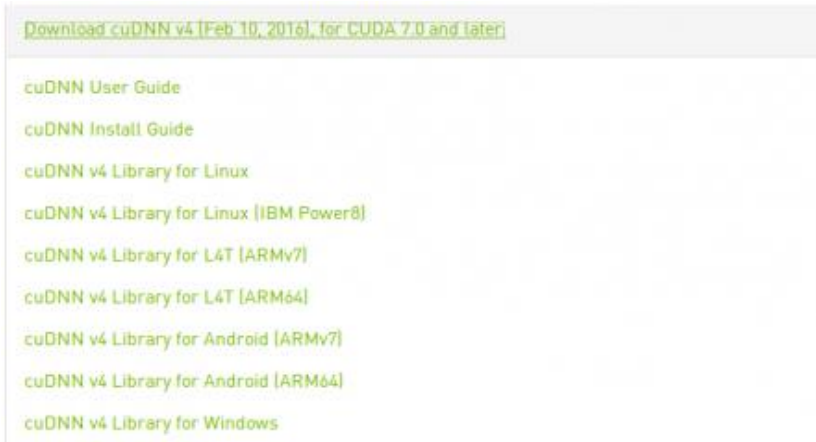 Download cuDNN v4 (Feb 10, 2016), for CUDA 7.0 and later.
cuDNN User Guide
cuDNN Install Guide
cuDNN v4 Library for Linux
cuDNN v4 Library for Linux (IBM Power8)
cuDNN v4 Library for L4T (ARMv7)
cuDNN v4 Library for L4T (ARM64)
cuDNN v4 Library for Android (ARMv7)
cuDNN v4 Library for Android (ARM64)
cuDNN v4 Library for Windows